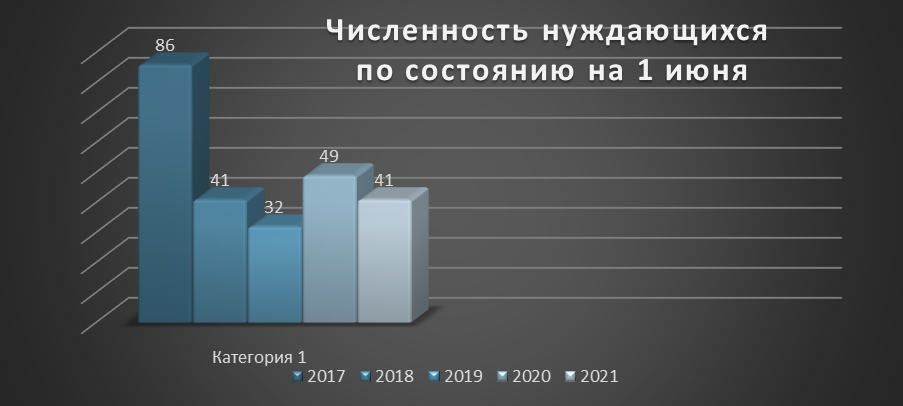 Численность нуждающихся
по состоянию на 1 июня
86
41
32
49
41
Категория 1
2017 2018 2019 2020 2021